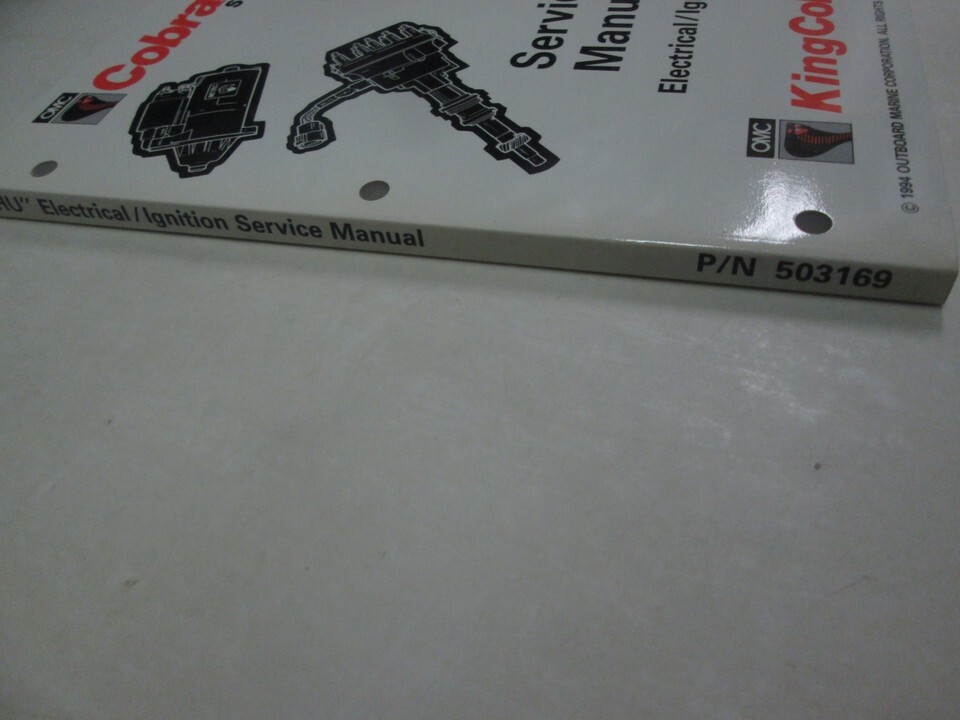 OMC
Cobra
S
Servi
Manu
Electrical/Ig
OMC
KingCo
© 1994 OUTBOARD MARINE CORPORATION. ALL RIGHTS
HU" Electrical/Ignition Service Manual
P/N 503169